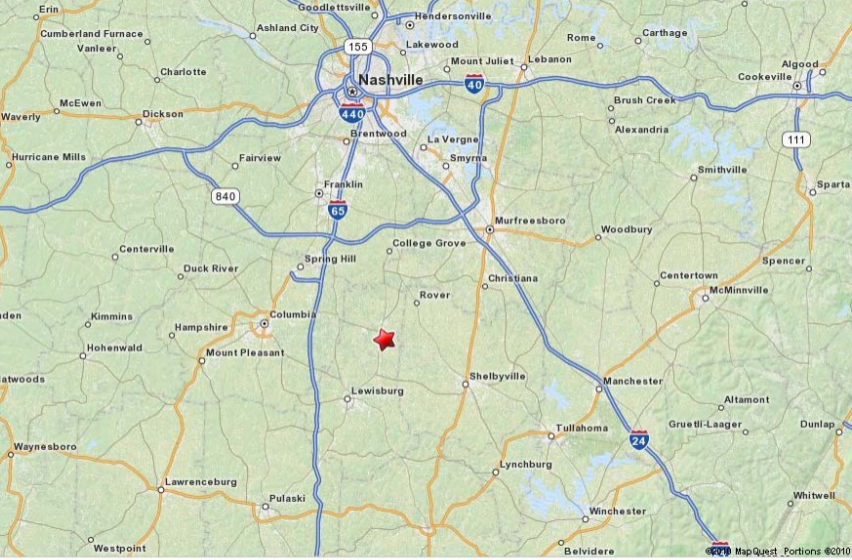 Erin
Goodlettsville
Hendersonville
Cumberland Furnace
Ashland City
Rome
Carthage
Vanleer
155
Lakewood
Mount Juliet
Lebanon
Algood
Charlotte
Nashville
40
Cookeville
McEwen
Brush Creek
Waverly
Dickson
440
Alexandria
Brentwood
La Vergne
111
Hurricane Mills
Fairview
Smyrna
Smithville
840
Franklin
Sparta
65
Murfreesboro
Woodbury
Centerville
College Grove
Duck River
Spring Hill
Spencer
Christiana
Centertown
McMinnville
Rover
den
Kimmins
Columbia
Hampshire
Hohenwald
Mount Pleasant
atwoods
Shelbyville
Manchester
Lewisburg
Altamont
Gruetli-Laager
Dunlap
Tullahoma
24
Waynesboro
Lynchburg
Lawrenceburg
Pulaski
Whitwell
Winchester
Westpoint
Belvidere
©2010 MapQuest Portions ©2010